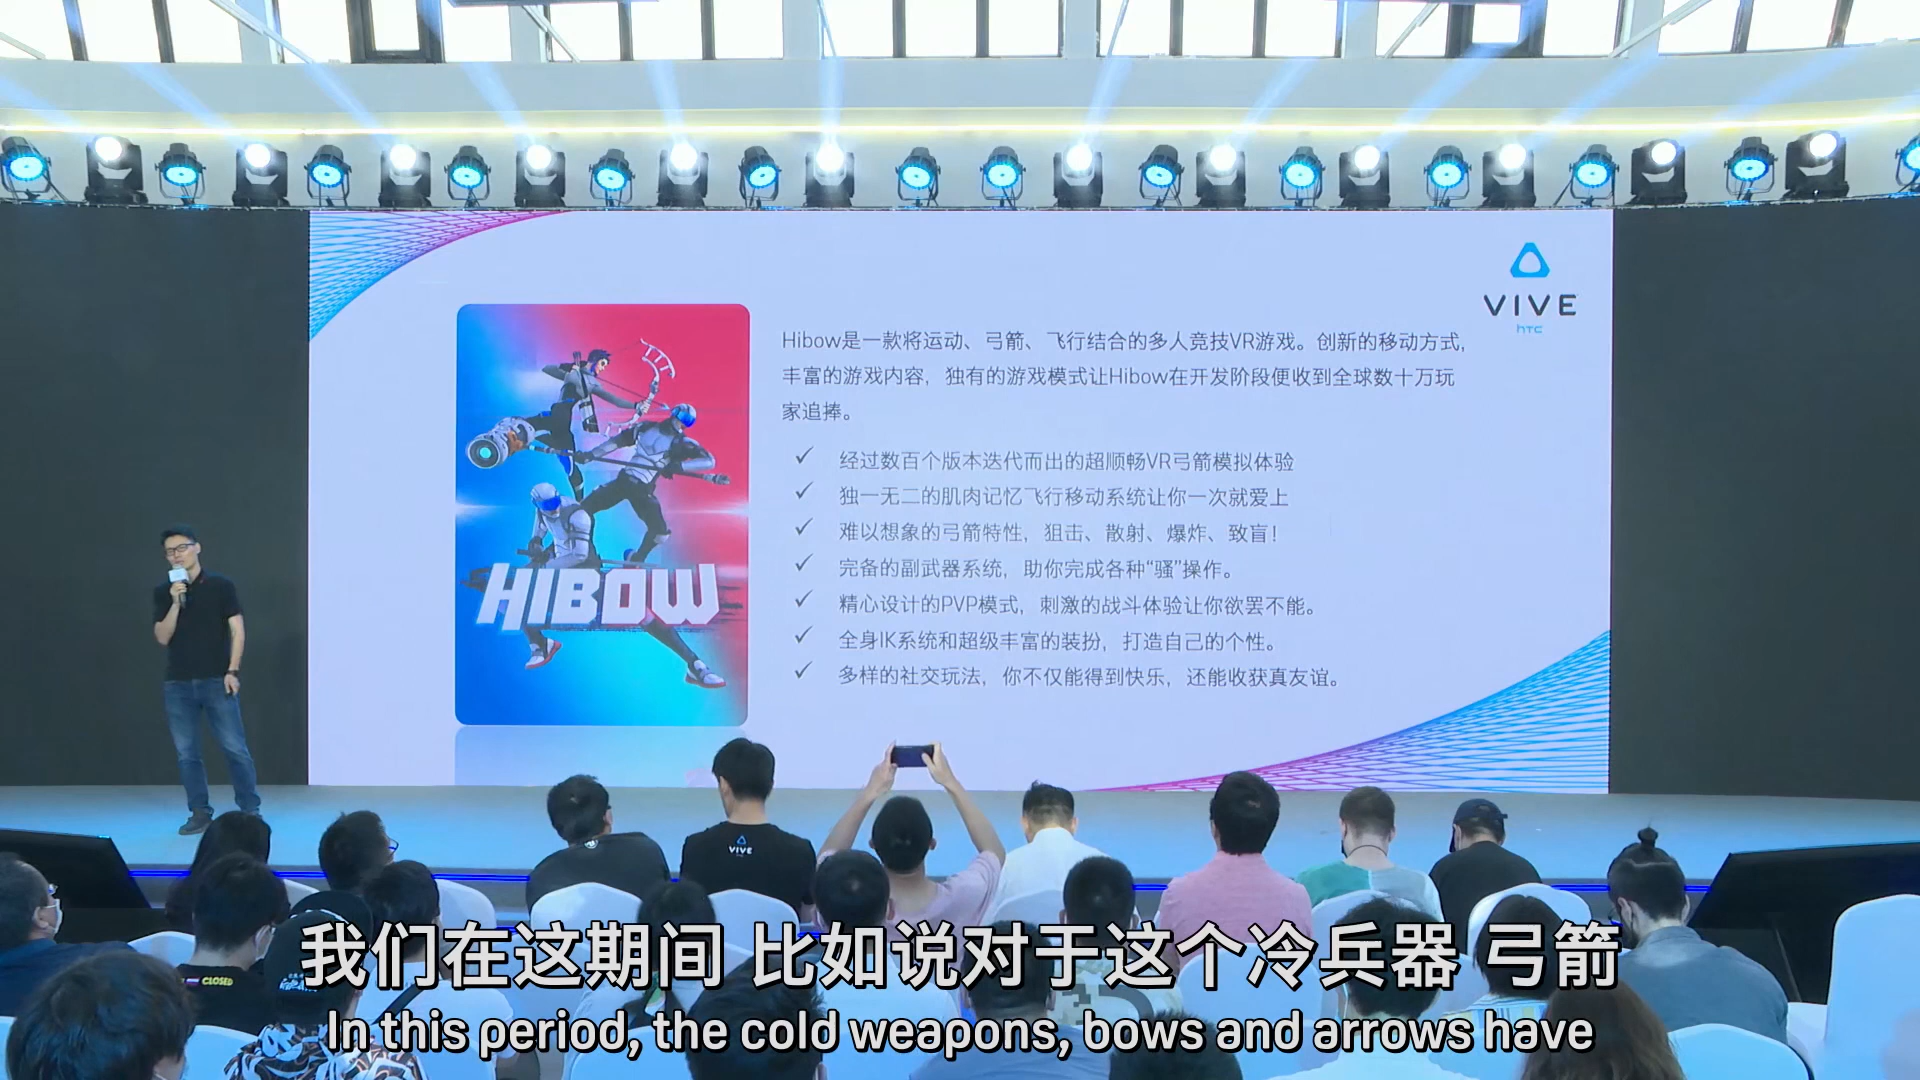 VIVE
htc
Hibow是一款将运动、弓箭、飞行结合的多人竞技VR游戏。创新的移动方式，
丰富的游戏内容，独有的游戏模式让Hibow在开发阶段便收到全球数十万玩
家追捧。
✓ 经过数百个版本迭代而出的超顺畅VR弓箭模拟体验
✓ 独一无二的肌肉记忆飞行移动系统让你一次就爱上
✓ 难以想象的弓箭特性，狙击、散射、爆炸、致盲！
✓ 完备的副武器系统，助你完成各种“骚”操作。
✓ 精心设计的PVP模式，刺激的战斗体验让你欲罢不能。
✓ 全身IK系统和超级丰富的装扮，打造自己的个性。
✓ 多样的社交玩法，你不仅能得到快乐，还能收获真友谊。
HIBOW
VIVE
CLOSED
我们在这期间 比如说对于这个冷兵器 弓箭
In this period, the cold weapons, bows and arrows have